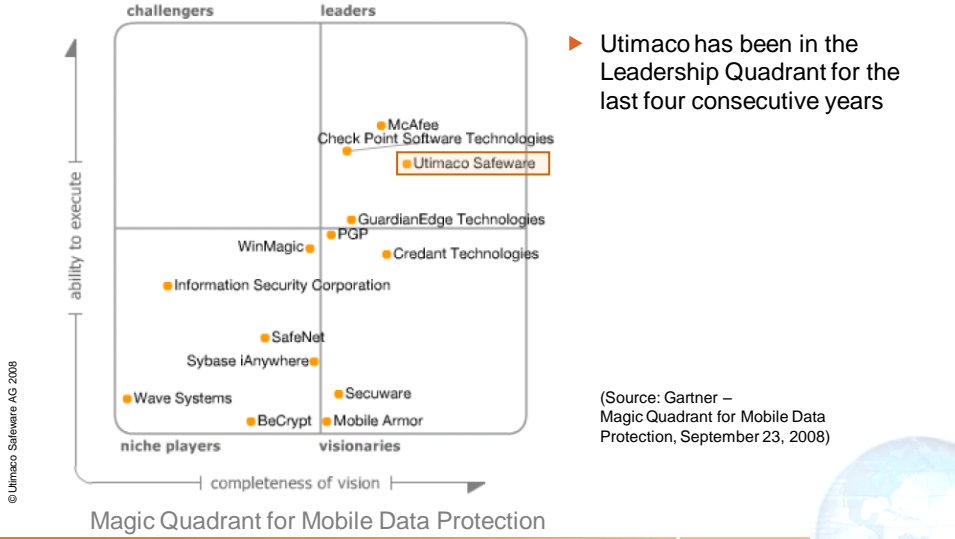 challengers
leaders
ability to execute
McAfee
Check Point Software Technologies
Utimaco Safeware
GuardianEdge Technologies
PGP
WinMagic
Credant Technologies
Information Security Corporation
SafeNet
Sybase iAnywhere
Secuware
Wave Systems
BeCrypt
Mobile Armor
niche players
visionaries
completeness of vision
Magic Quadrant for Mobile Data Protection
Utimaco has been in the
Leadership Quadrant for the
last four consecutive years
(Source: Gartner –
Magic Quadrant for Mobile Data
Protection, September 23, 2008)
© Utimaco Safeware AG 2008